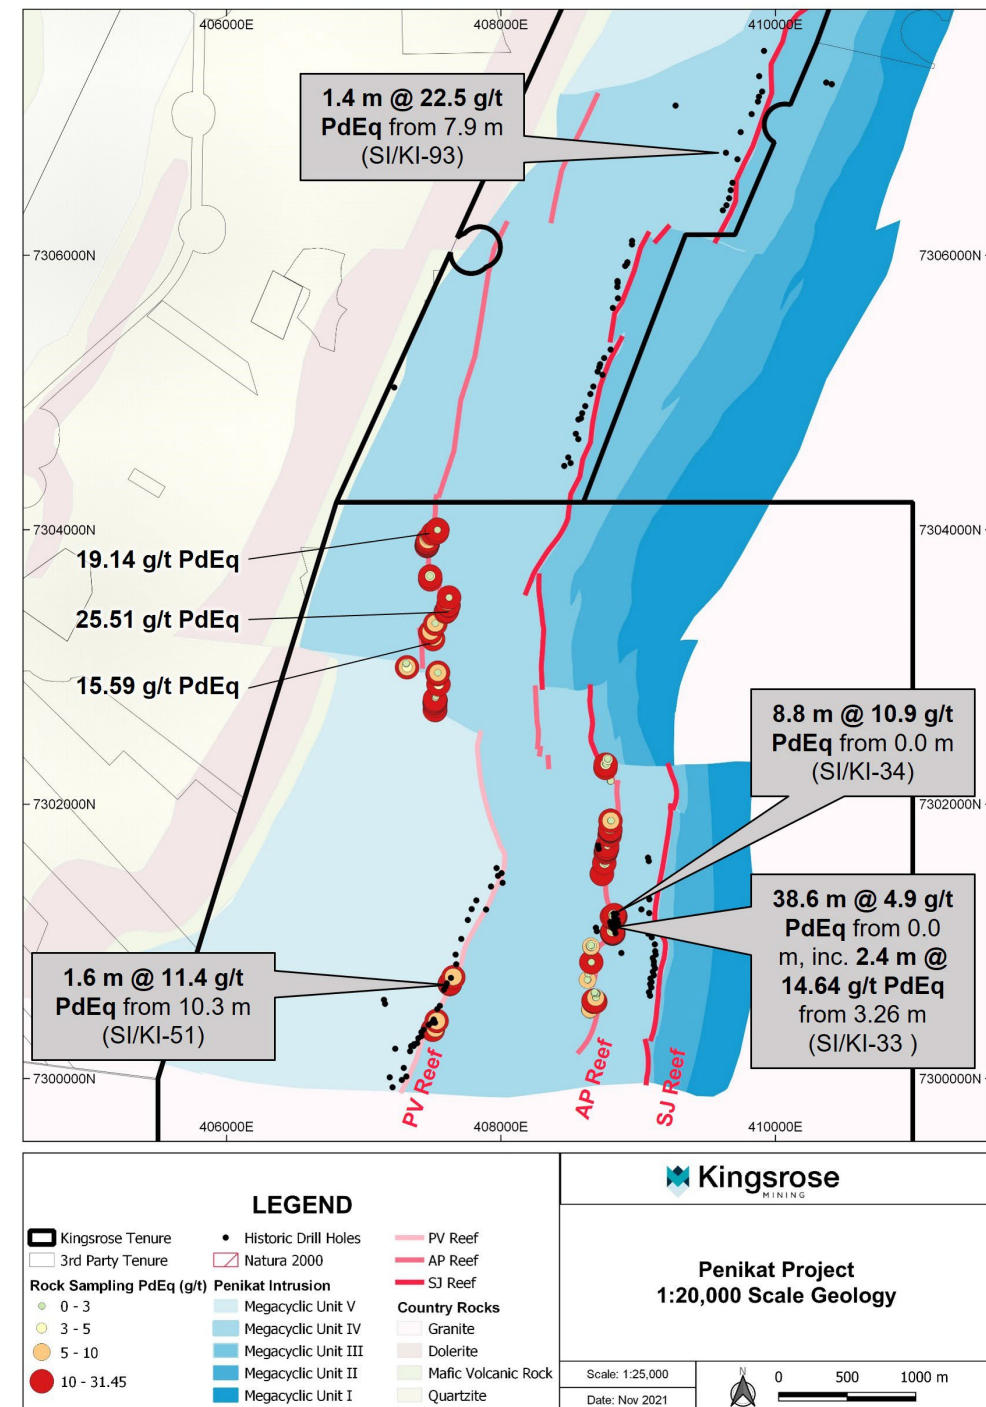 406000E
408000E
410000E
1.4 m @ 22.5 g/t
PdEq from 7.9 m
(SI/KI-93)
7306000N
7306000N
7304000N
7304000N
19.14 g/t PdEq
25.51 g/t PdEq
15.59 g/t PdEq
8.8 m @ 10.9 g/t
PdEq from 0.0 m
(SI/KI-34)
7302000N
7302000N
38.6 m @ 4.9 g/t
PdEq from 0.0
m, inc. 2.4 m @
14.64 g/t PdEq
from 3.26 m
(SI/KI-33 )
1.6 m @ 11.4 g/t
PdEq from 10.3 m
(SI/KI-51)
PV Reef
AP Reef
SJ Reef
7300000N
7300000N
406000E
408000E
410000E
LEGEND
Kingsrose Tenure
3rd Party Tenure
Rock Sampling PdEq (g/t)
0 - 3
3 - 5
5 - 10
10 - 31.45
Historic Drill Holes
Natura 2000
Penikat Intrusion
Megacyclic Unit V
Megacyclic Unit IV
Megacyclic Unit III
Megacyclic Unit II
Megacyclic Unit I
PV Reef
AP Reef
SJ Reef
Country Rocks
Granite
Dolerite
Mafic Volcanic Rock
Quartzite
Kingsrose
MINING
Penikat Project
1:20,000 Scale Geology
Scale: 1:25,000
Date: Nov 2021
N
0 500 1000 m